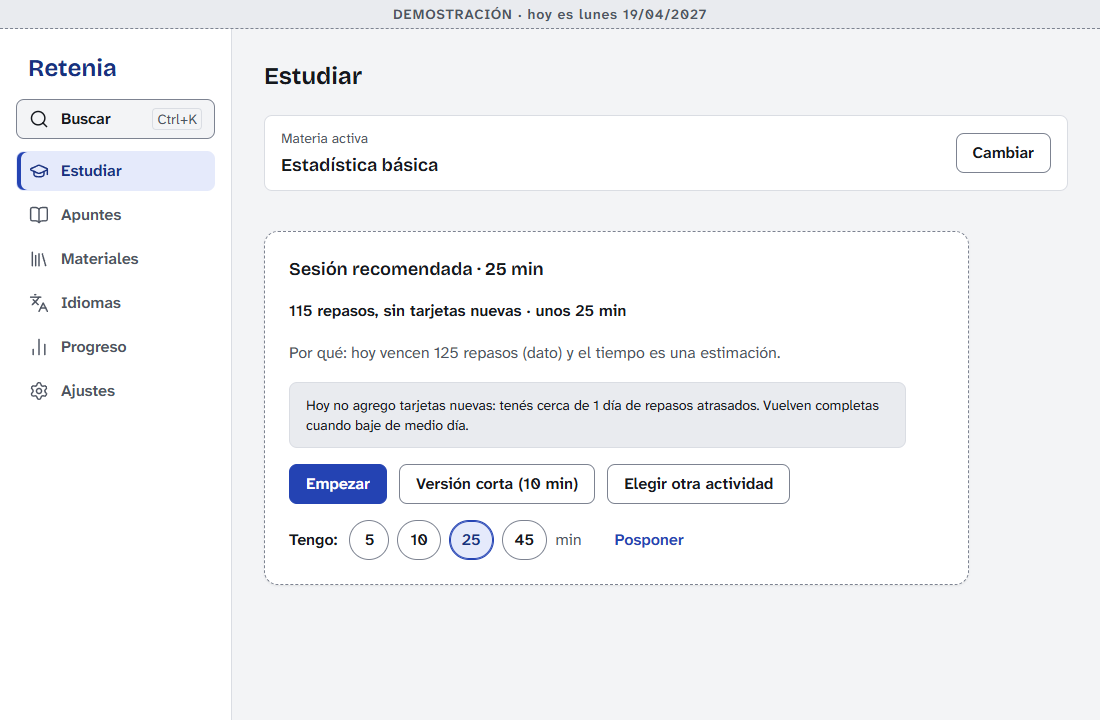 DEMOSTRACIÓN · hoy es lunes 19/04/2027
Retenia
Buscar Ctrl+K
Estudiar
Apuntes
Materiales
Idiomas
Progreso
Ajustes
Estudiar
Materia activa
Estadística básica
Cambiar
Sesión recomendada · 25 min
115 repasos, sin tarjetas nuevas · unos 25 min
Por qué: hoy vencen 125 repasos (dato) y el tiempo es una estimación.
Hoy no agrego tarjetas nuevas: tenés cerca de 1 día de repasos atrasados. Vuelven completas
cuando baje de medio día.
Empezar Versión corta (10 min) Elegir otra actividad
Tengo: 5 10 25 45 min Posponer